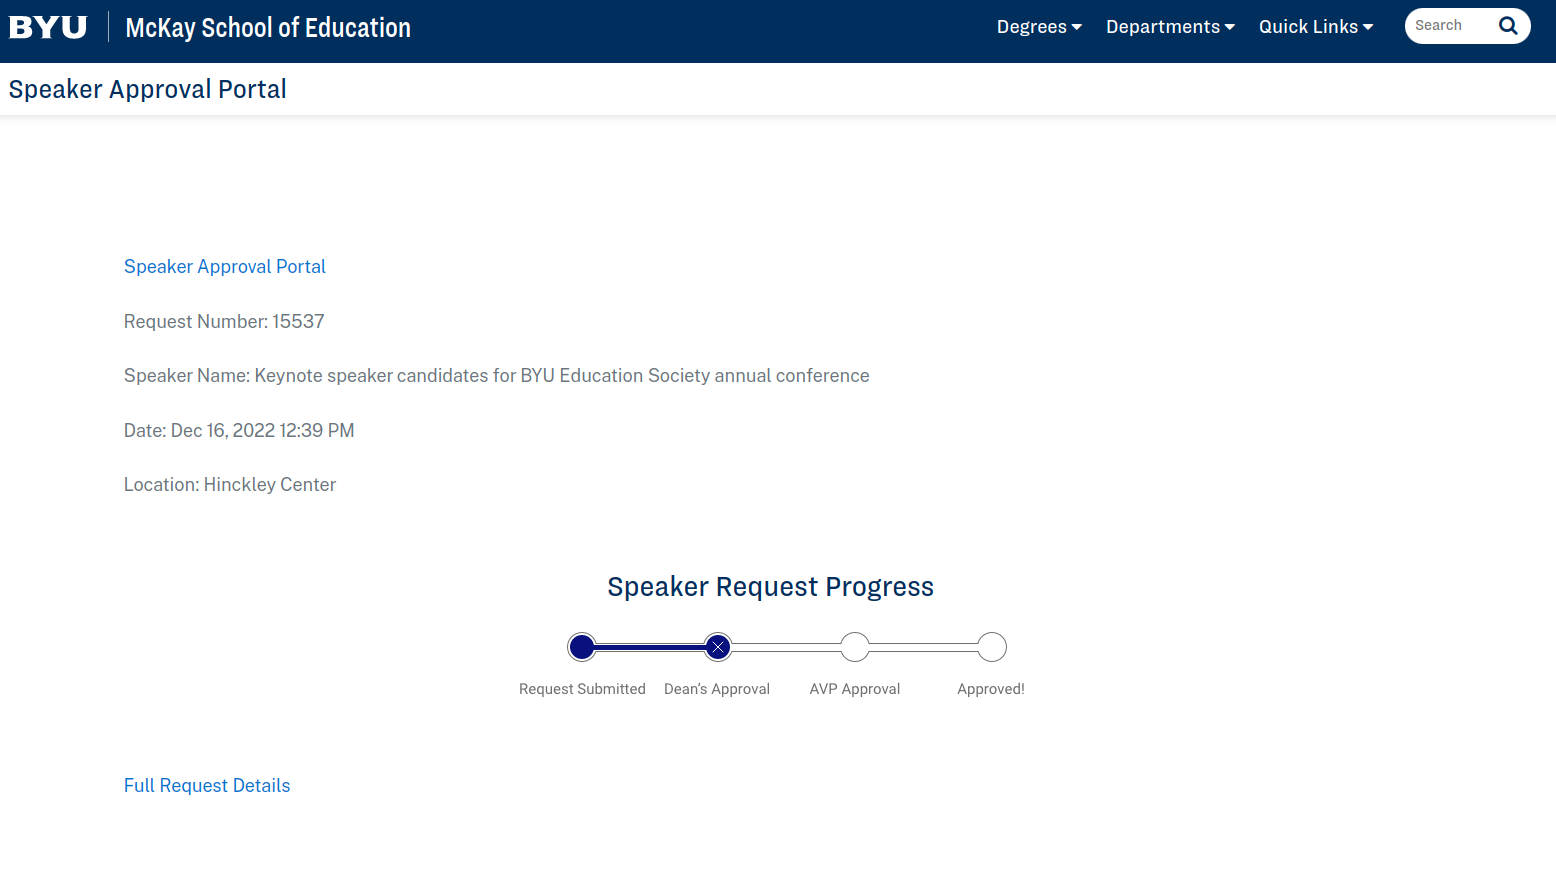 BYU McKay School of Education Degrees Departments Quick Links Search
Speaker Approval Portal
Speaker Approval Portal
Request Number: 15537
Speaker Name: Keynote speaker candidates for BYU Education Society annual conference
Date: Dec 16, 2022 12:39 PM
Location: Hinckley Center
Speaker Request Progress
Request Submitted Dean’s Approval AVP Approval Approved!
Full Request Details